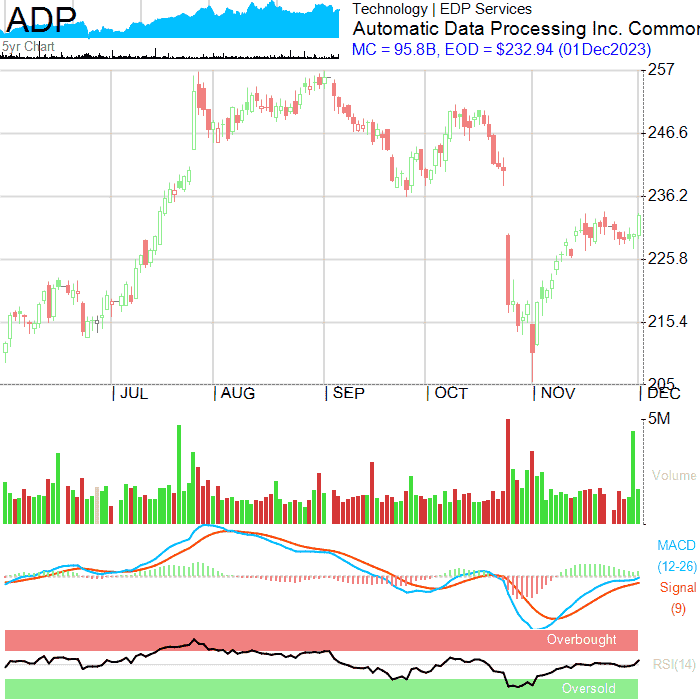 ADP
5yr Chart
Technology | EDP Services
Automatic Data Processing Inc. Common
MC = 95.8B, EOD = $232.94 (01Dec2023)
257
246.6
236.2
225.8
215.4
205
| JUL | AUG | SEP | OCT | NOV | DEC
5M
Volume
MACD
(12-26)
Signal
(9)
Overbought
RSI(14)
Oversold